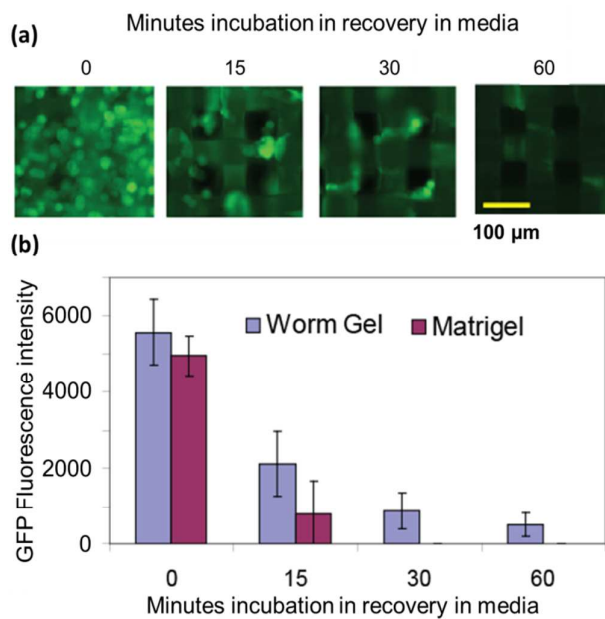 (a)
Minutes incubation in recovery in media
0 15 30 60
100 µm
(b)
GFP Fluorescence intensity
6000
4000
2000
0
Worm Gel Matrigel
0 15 30 60
Minutes incubation in recovery in media